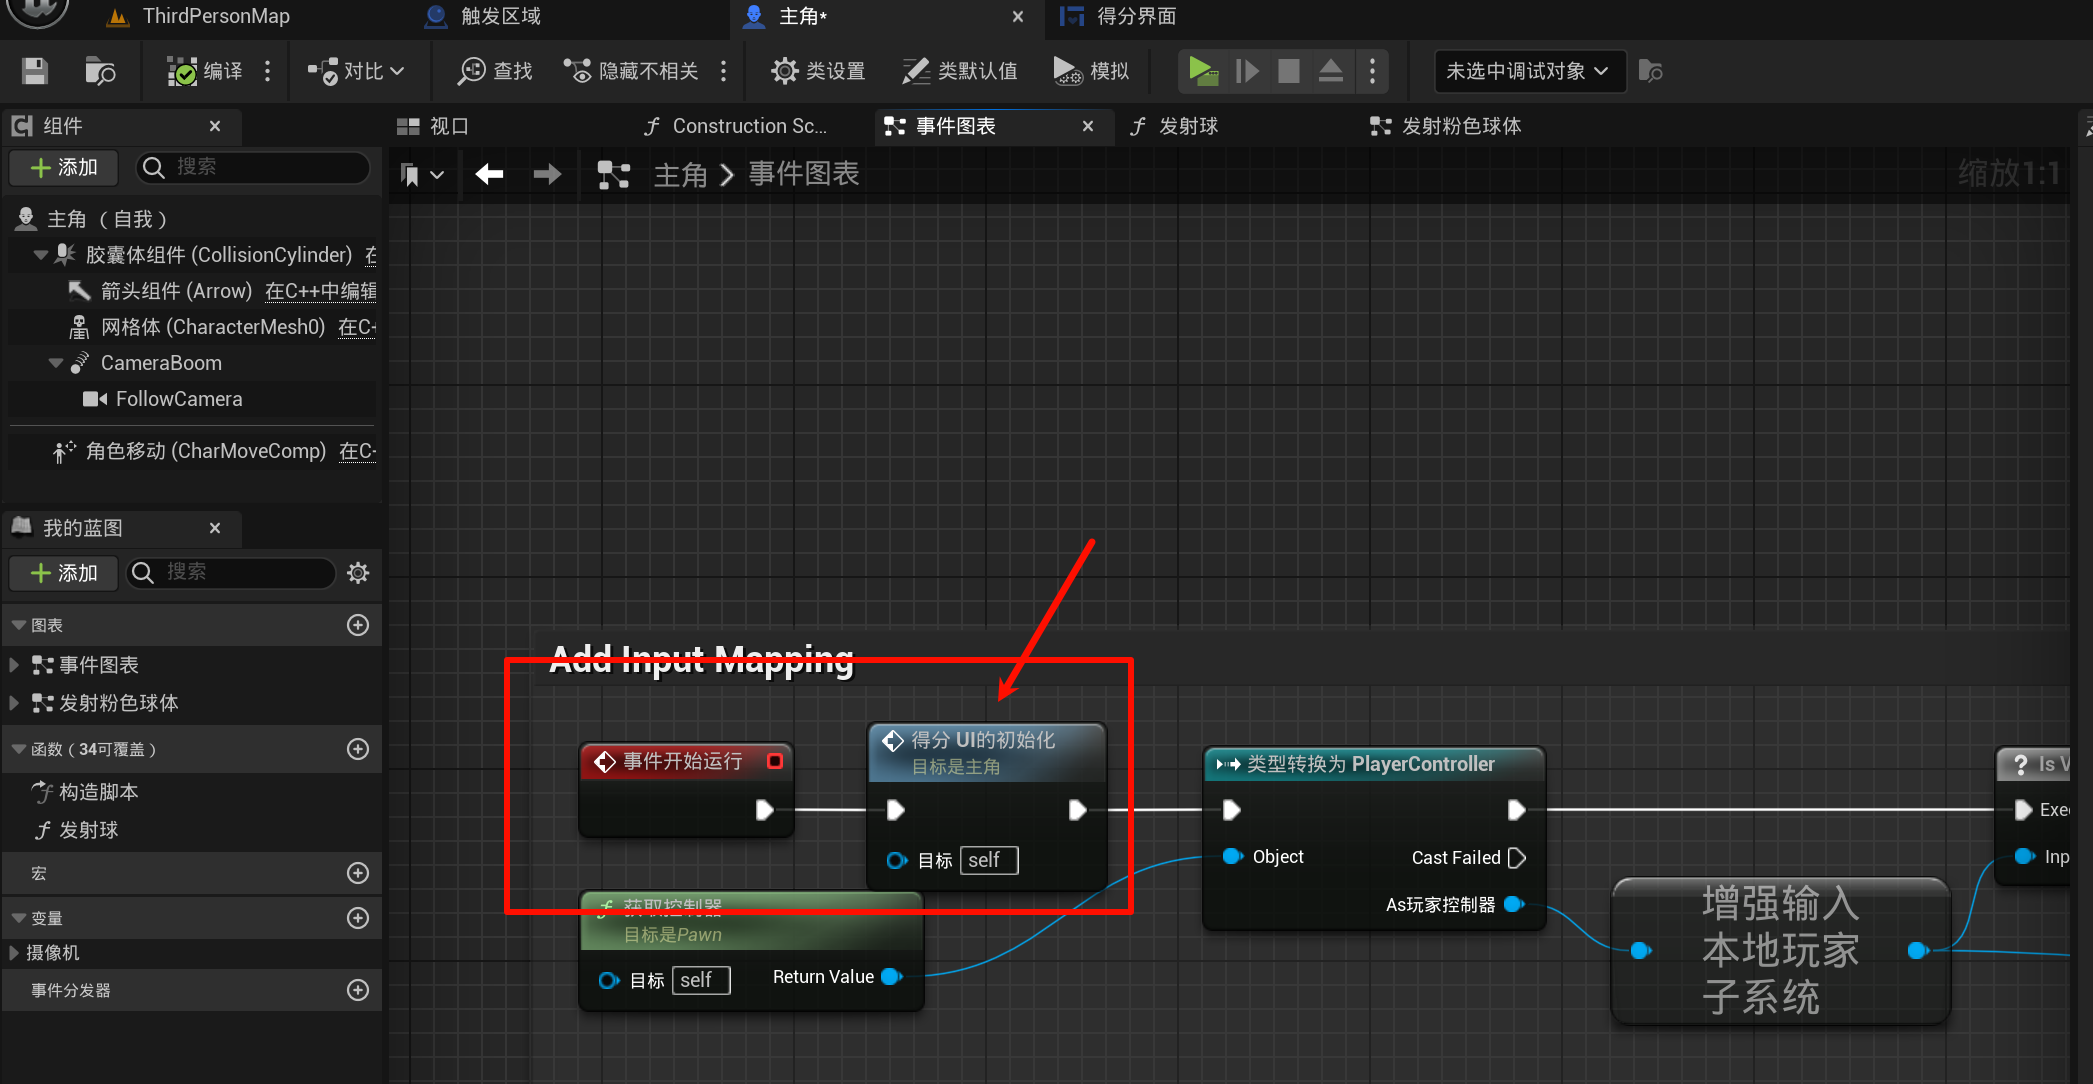 ThirdPersonMap
触发区域
主角*
得分界面
编译
对比
查找
隐藏不相关
类设置
类默认值
模拟
未选中调试对象
组件
视口
Construction Sc...
事件图表
发射球
发射粉色球体
添加
搜索
主角
事件图表
缩放1:1
主角 （自我）
胶囊体组件 (CollisionCylinder)
箭头组件 (Arrow) 在C++中编辑
网格体 (CharacterMesh0) 在C+
CameraBoom
FollowCamera
角色移动 (CharMoveComp) 在C+
我的蓝图
添加
搜索
图表
事件图表
发射粉色球体
函数（34可覆盖）
构造脚本
发射球
宏
变量
摄像机
事件分发器
Add Input Mapping
事件开始运行
得分 UI的初始化
目标是主角
目标 self
类型转换为 PlayerController
Object
Cast Failed
As玩家控制器
获取控制器
目标是Pawn
目标 self
Return Value
增强输入
本地玩家
子系统
? Is V
Exe
Inp